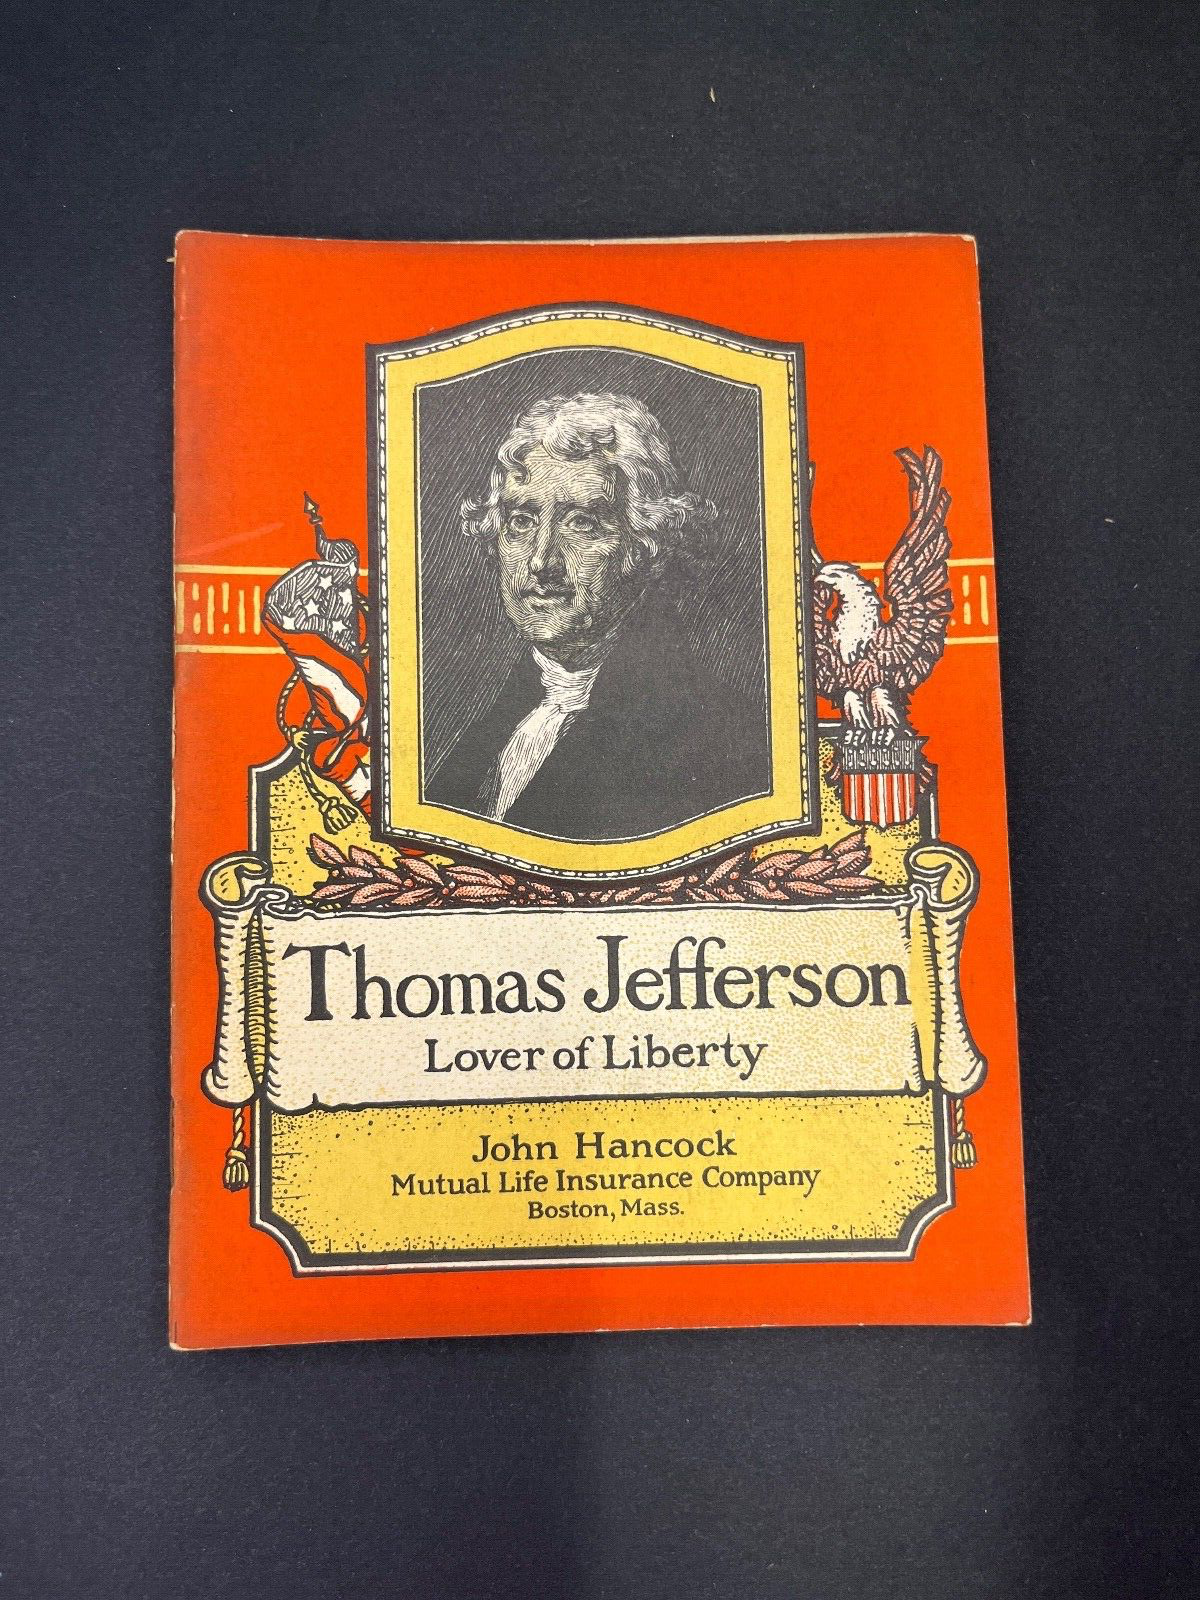 Thomas Jefferson
Lover of Liberty
John Hancock
Mutual Life Insurance Company
Boston, Mass.